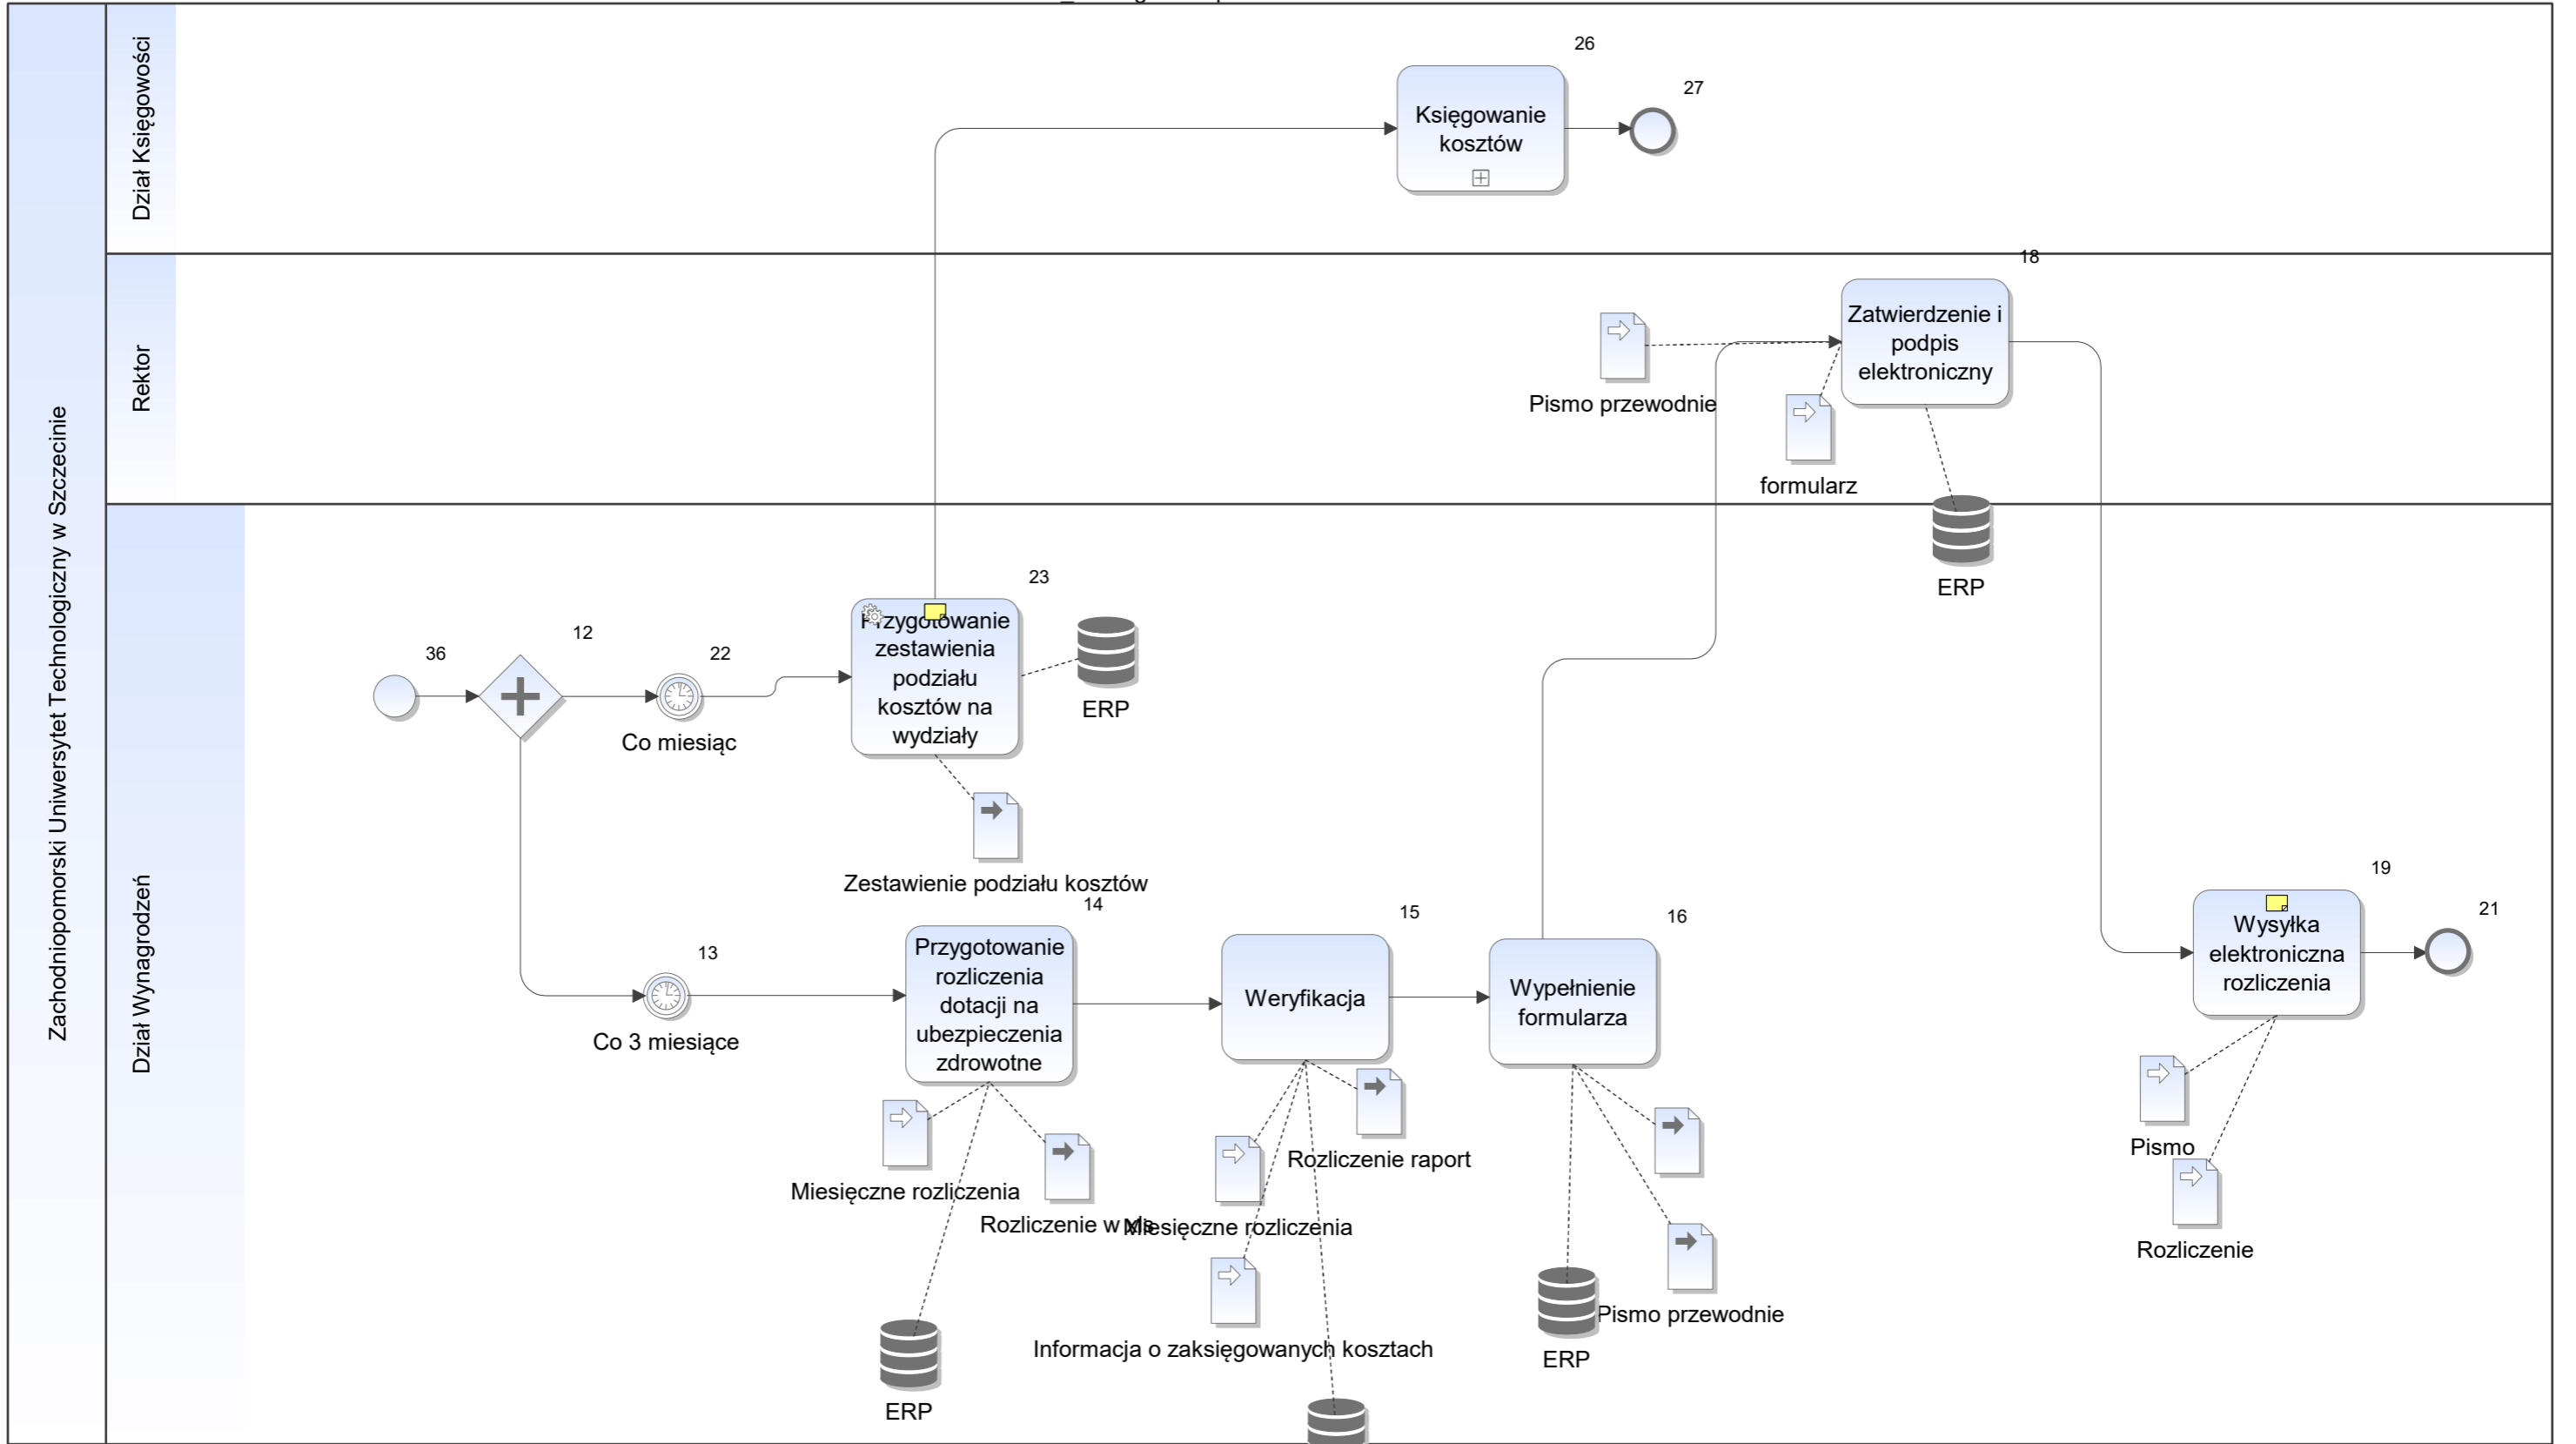 Zachodniopomorski Uniwersytet Technologiczny w Szczecinie
Dział Księgowości
26
Księgowanie
kosztów
27
Rektor
18
Zatwierdzenie i
podpis
elektroniczny
Pismo przewodnie
formularz
ERP
Dział Wynagrodzeń
36
12
22
Co miesiąc
23
Przygotowanie
zestawienia
podziału
kosztów na
wydziały
ERP
Zestawienie podziału kosztów
13
Co 3 miesiące
14
Przygotowanie
rozliczenia
dotacji na
ubezpieczenia
zdrowotne
Miesięczne rozliczenia
Rozliczenie w xls
ERP
15
Weryfikacja
Rozliczenie raport
Miesięczne rozliczenia
Informacja o zaksięgowanych kosztach
16
Wypełnienie
formularza
Pismo przewodnie
ERP
19
Wysyłka
elektroniczna
rozliczenia
21
Pismo
Rozliczenie